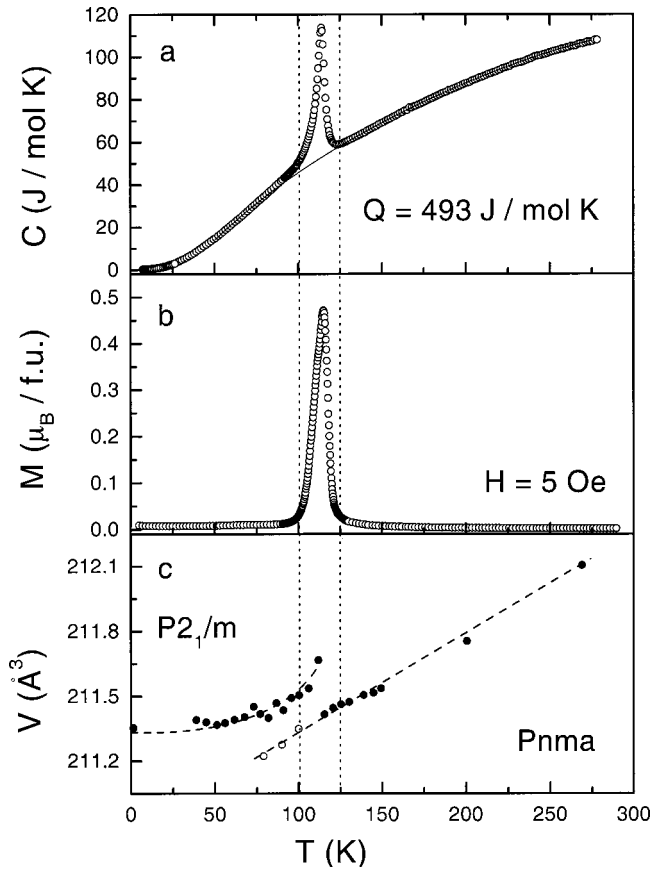 120
100
80
60
40
20
0
C (J / mol K)
a
Q = 493 J / mol K
0.5
0.4
0.3
0.2
0.1
0.0
M (μB / f.u.)
b
H = 5 Oe
212.1
211.8
211.5
211.2
V (Å³)
c
P2₁/m
Pnma
0 50 100 150 200 250 300
T (K)